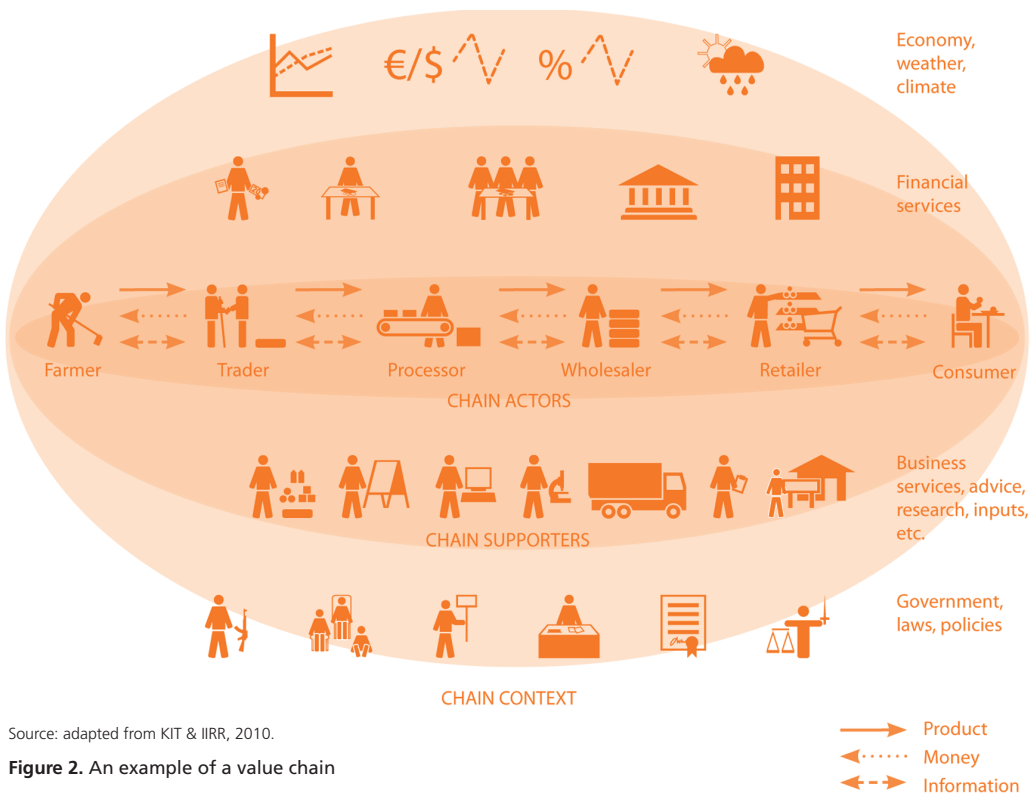 Economy,
weather,
climate
€/$
%
Financial
services
Farmer
Trader
Processor
Wholesaler
Retailer
Consumer
CHAIN ACTORS
Business
services, advice,
research, inputs,
etc.
CHAIN SUPPORTERS
Government,
laws, policies
CHAIN CONTEXT
Source: adapted from KIT & IIRR, 2010.
Figure 2. An example of a value chain
Product
Money
Information